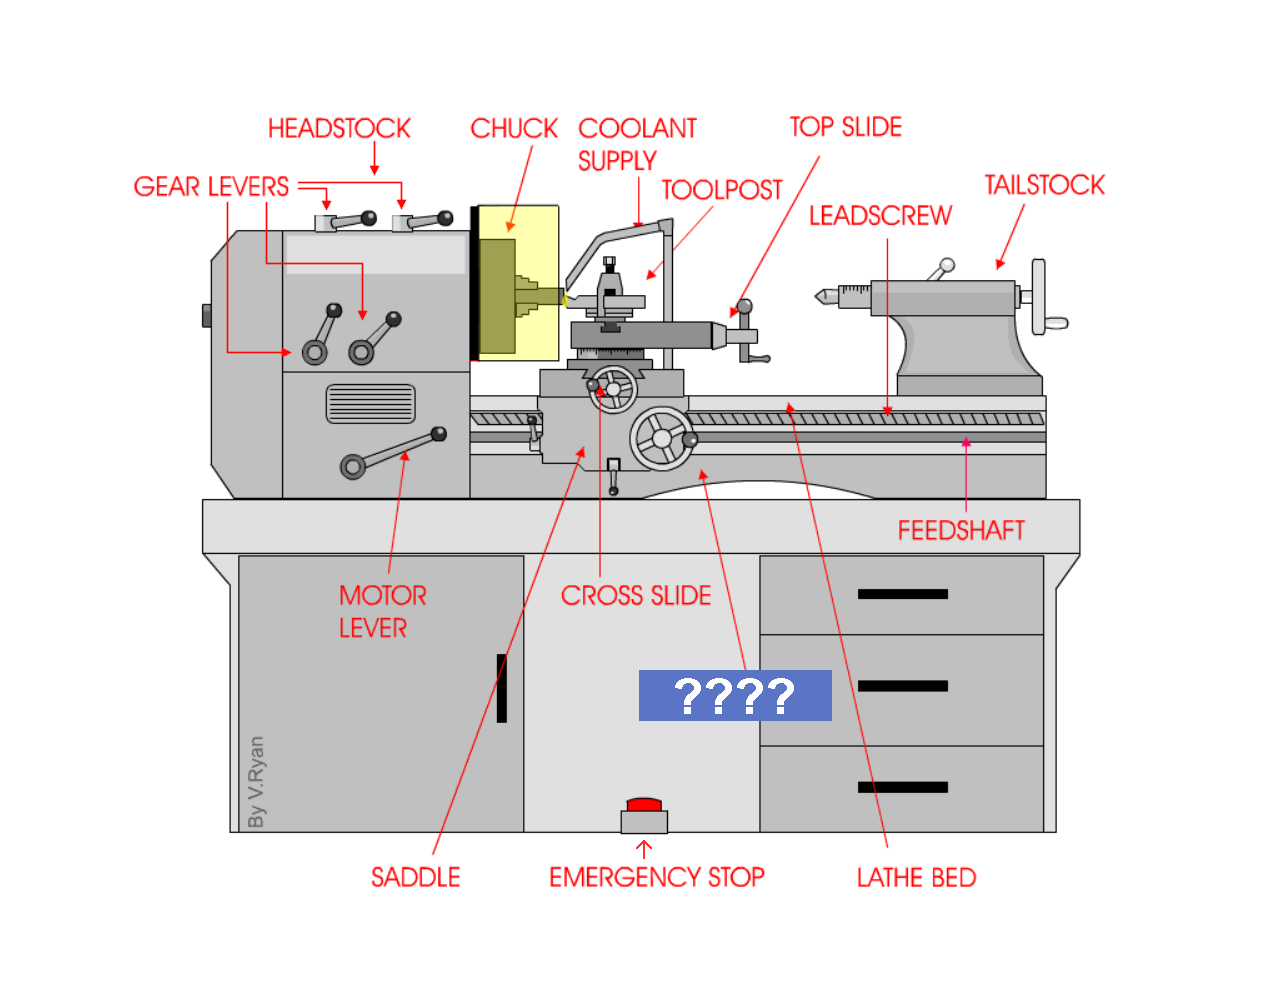 HEADSTOCK
CHUCK
COOLANT
SUPPLY
TOP SLIDE
GEAR LEVERS
TOOLPOST
TAILSTOCK
LEADSCREW
FEEDSHAFT
MOTOR
LEVER
CROSS SLIDE
????
By V.Ryan
SADDLE
EMERGENCY STOP
LATHE BED